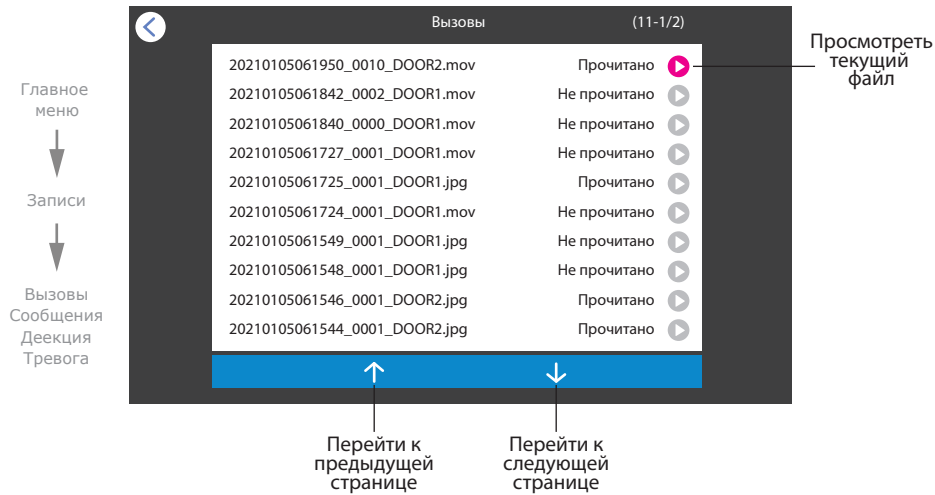 Вызовы (11-1/2)
20210105061950_0010_DOOR2.mov Прочитано
20210105061842_0002_DOOR1.mov Не прочитано
20210105061840_0000_DOOR1.mov Не прочитано
20210105061727_0001_DOOR1.mov Не прочитано
20210105061725_0001_DOOR1.jpg Прочитано
20210105061724_0001_DOOR1.mov Не прочитано
20210105061549_0001_DOOR1.jpg Не прочитано
20210105061548_0001_DOOR1.jpg Не прочитано
20210105061546_0001_DOOR2.jpg Прочитано
20210105061544_0001_DOOR2.jpg Прочитано
Просмотреть
текущий
файл
Главное
меню
Записи
Вызовы
Сообщения
Деекция
Тревога
Перейти к
предыдущей
странице
Перейти к
следующей
странице